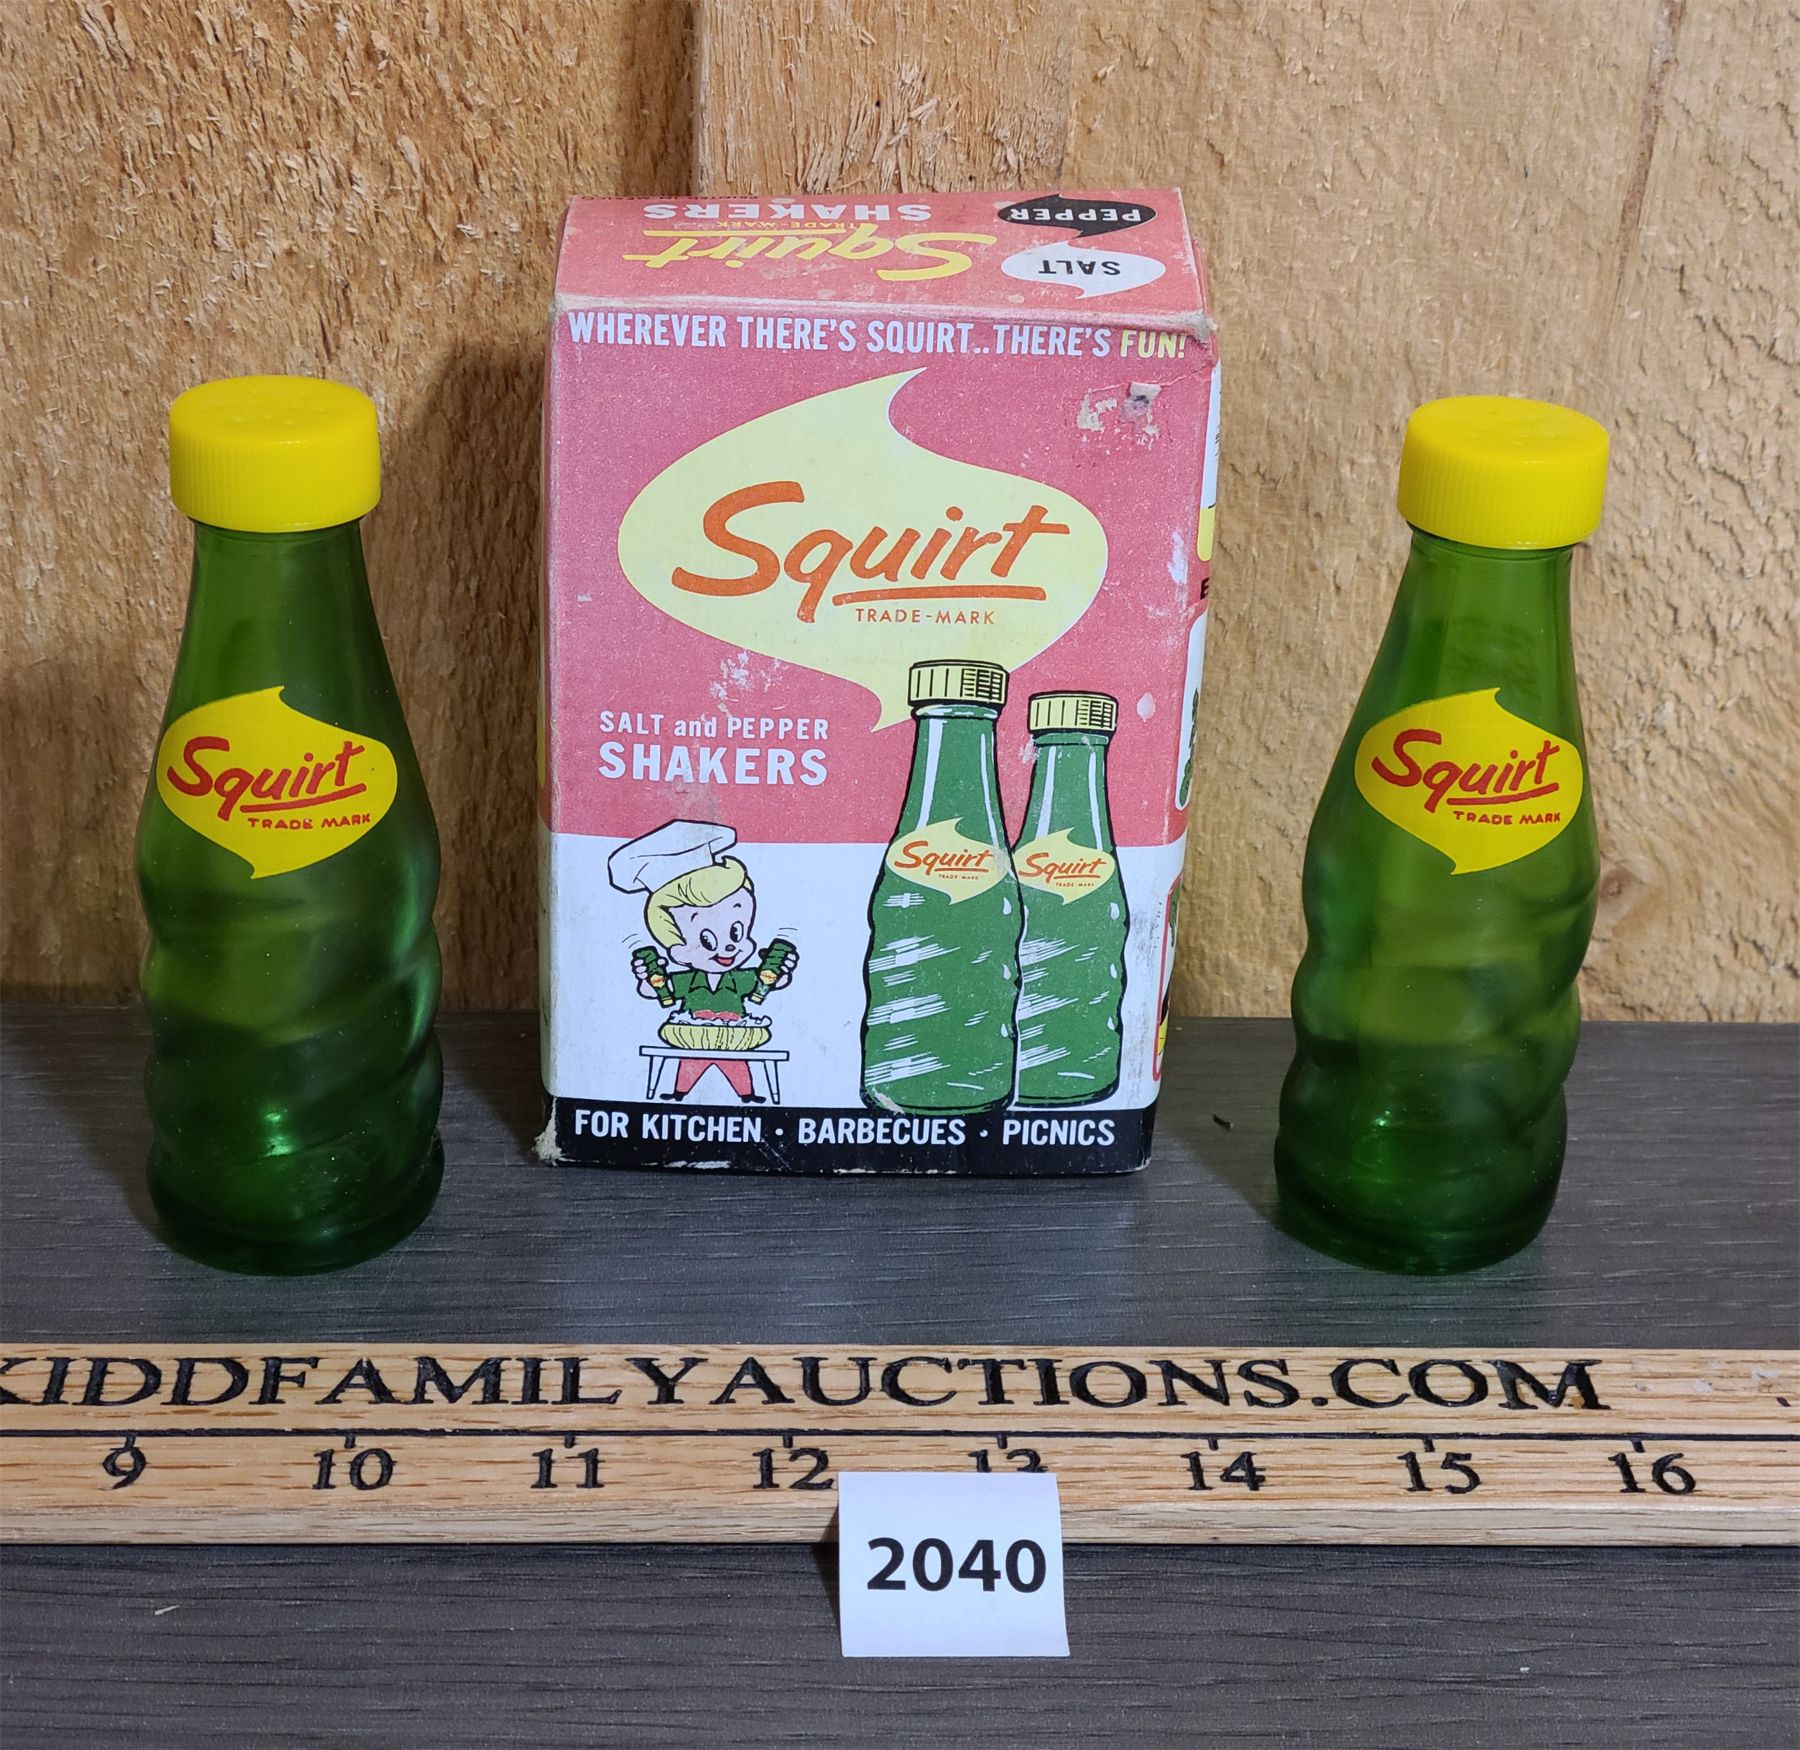 SHAKERS
TRADE-MARK
Squirt
PEPPER
SALT
WHEREVER THERE'S SQUIRT..THERE'S FUN!
Squirt
TRADE-MARK
SALT and PEPPER
SHAKERS
Squirt
TRADE-MARK
Squirt
TRADE-MARK
FOR KITCHEN · BARBECUES · PICNICS
Squirt
TRADE MARK
Squirt
TRADE MARK
KIDDFAMILYAUCTIONS.COM
9 10 11 12 13 14 15 16
2040